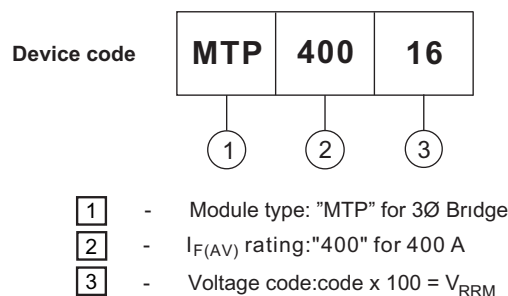 Device code MTP 400 16
1 2 3
1 - Module type: ”MTP” for 3Ø Brıdge
2 - IF(AV) rating:"400" for 400 A
3 - Voltage code:code x 100 = VRRM